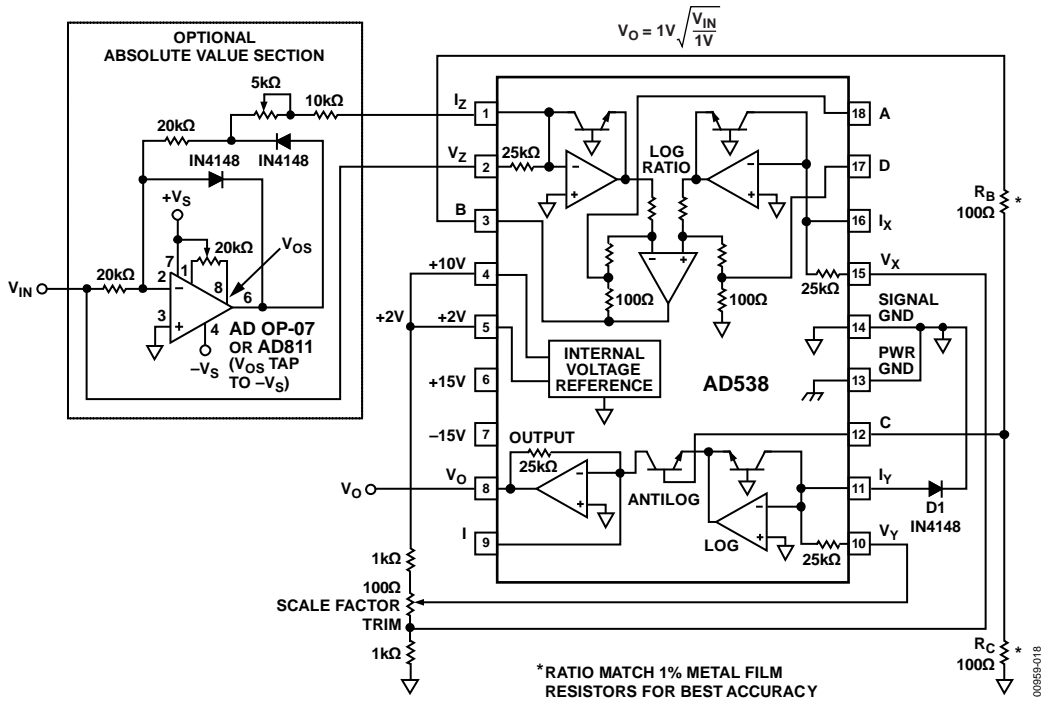 V_O = 1V √(V_IN/1V)
OPTIONAL
ABSOLUTE VALUE SECTION
5kΩ
10kΩ
20kΩ
IN4148
IN4148
+V_S
20kΩ
V_OS
7
1
8
V_IN
20kΩ
2
–
6
3
+
4
–V_S
AD OP-07
OR AD811
(V_OS TAP
TO –V_S)
I_Z
1
V_Z
2
25kΩ
–
+
B
3
+10V
4
+2V
+2V
5
+15V
6
–15V
7
V_O
V_O
8
I
9
LOG
RATIO
–
+
–
+
100Ω
100Ω
INTERNAL
VOLTAGE
REFERENCE
AD538
OUTPUT
25kΩ
–
+
ANTILOG
LOG
–
+
25kΩ
25kΩ
18
A
17
D
16
I_X
15
V_X
14
SIGNAL
GND
13
PWR
GND
12
C
11
I_Y
10
V_Y
D1
IN4148
R_B
100Ω
*
R_C
100Ω
*
1kΩ
100Ω
SCALE FACTOR
TRIM
1kΩ
*RATIO MATCH 1% METAL FILM
RESISTORS FOR BEST ACCURACY
00959-018